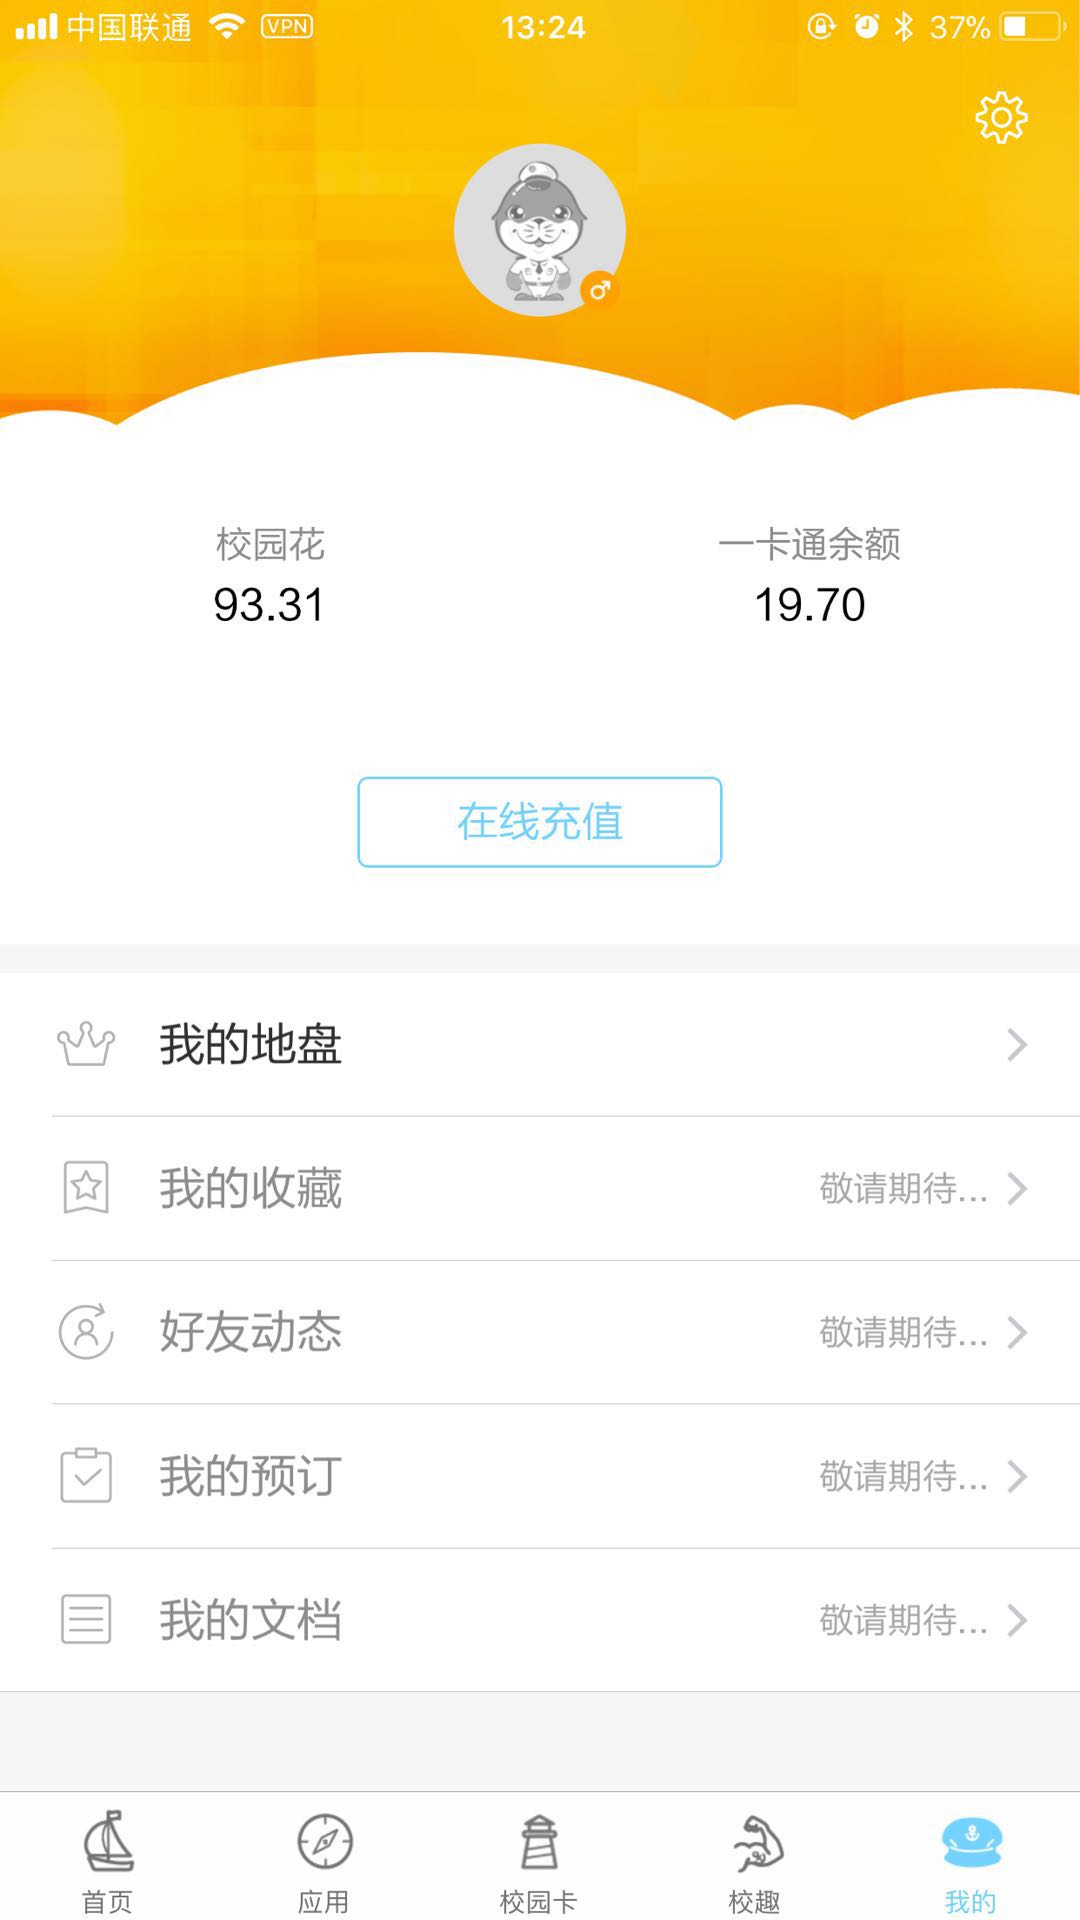 中国联通 VPN 13:24 37%
校园花 一卡通余额
93.31 19.70
在线充值
我的地盘
我的收藏 敬请期待...
好友动态 敬请期待...
我的预订 敬请期待...
我的文档 敬请期待...
首页 应用 校园卡 校趣 我的